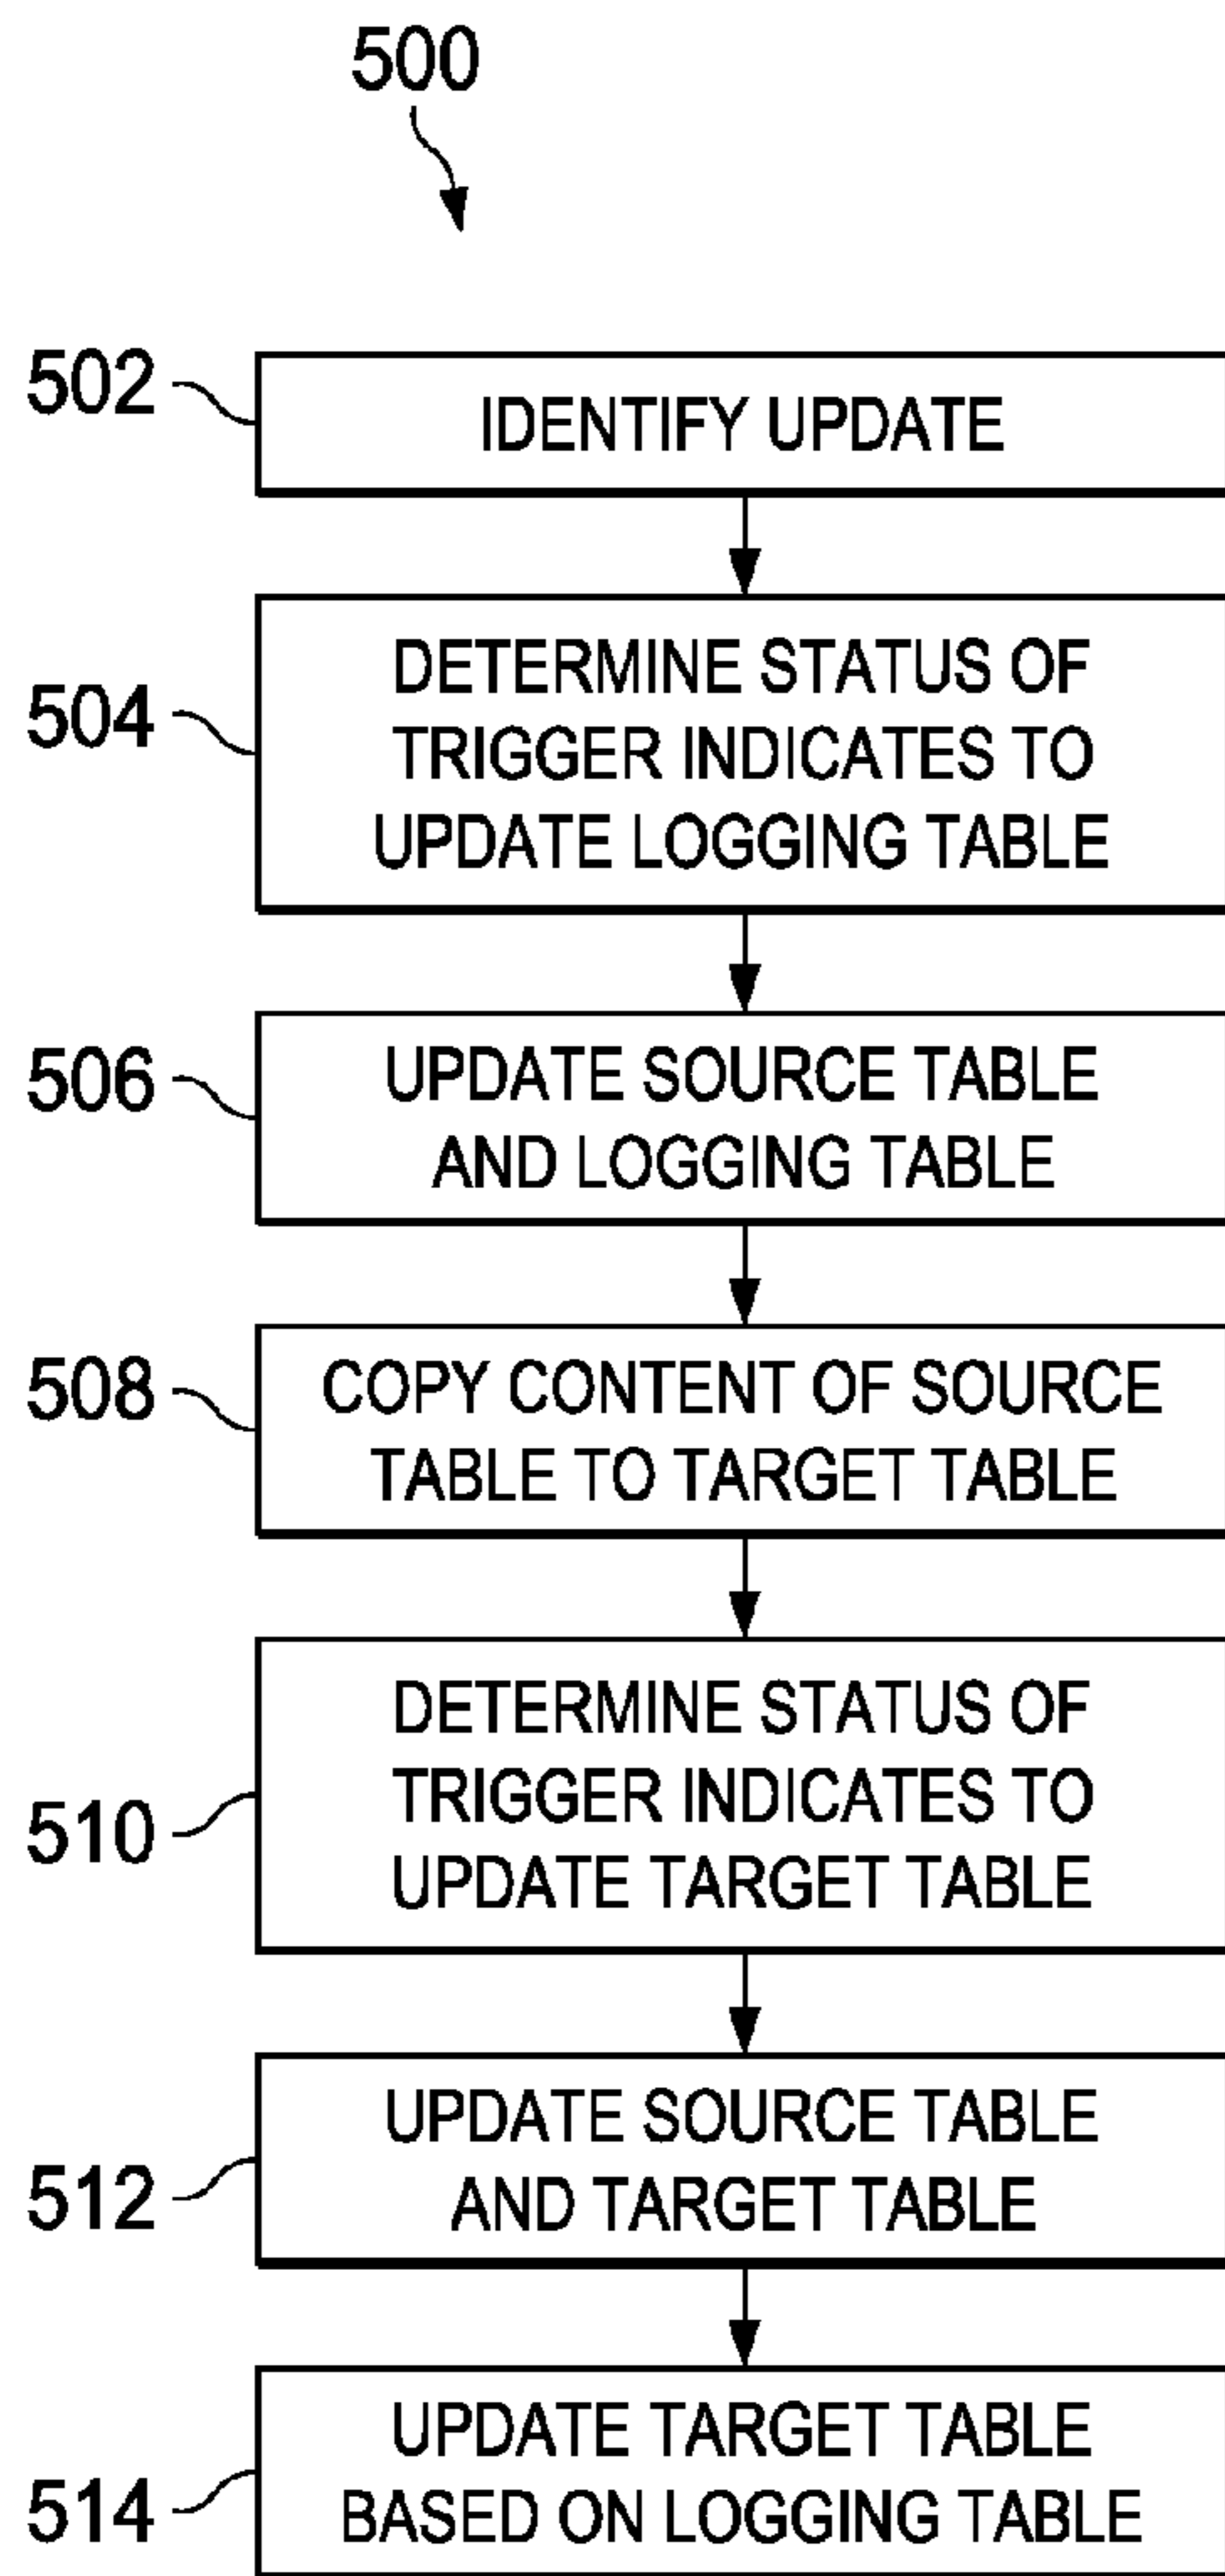 500
502
IDENTIFY UPDATE
504
DETERMINE STATUS OF
TRIGGER INDICATES TO
UPDATE LOGGING TABLE
506
UPDATE SOURCE TABLE
AND LOGGING TABLE
508
COPY CONTENT OF SOURCE
TABLE TO TARGET TABLE
510
DETERMINE STATUS OF
TRIGGER INDICATES TO
UPDATE TARGET TABLE
512
UPDATE SOURCE TABLE
AND TARGET TABLE
514
UPDATE TARGET TABLE
BASED ON LOGGING TABLE